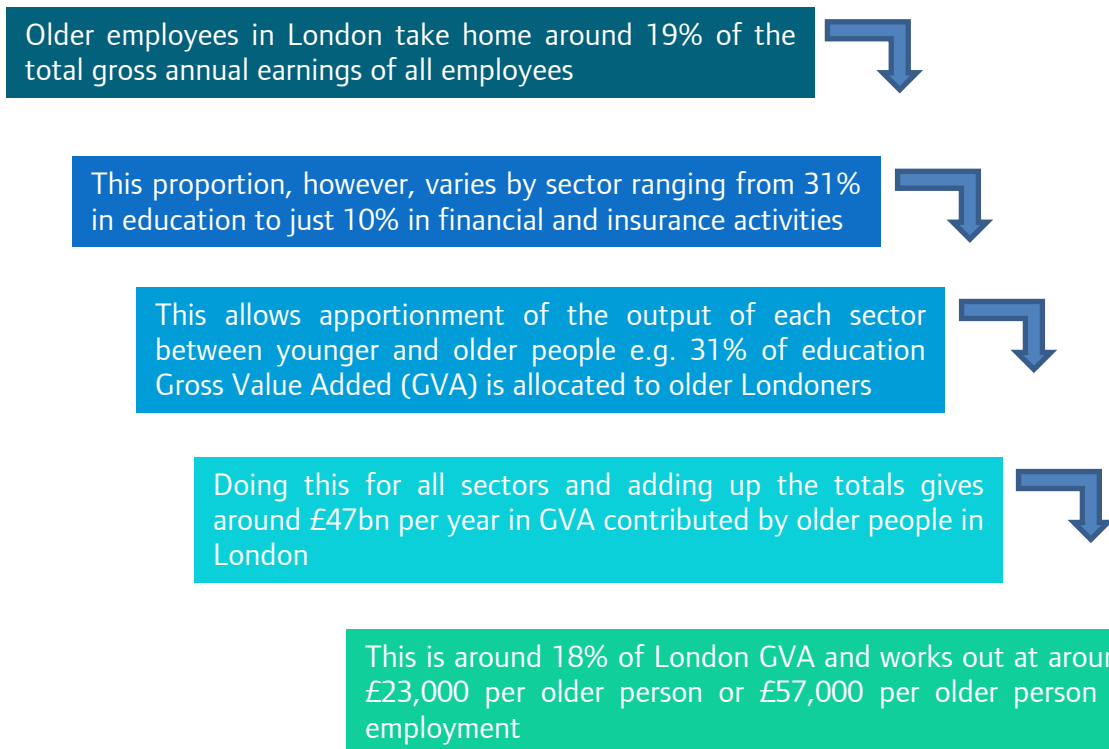 Older employees in London take home around 19% of the
total gross annual earnings of all employees
This proportion, however, varies by sector ranging from 31%
in education to just 10% in financial and insurance activities
This allows apportionment of the output of each sector
between younger and older people e.g. 31% of education
Gross Value Added (GVA) is allocated to older Londoners
Doing this for all sectors and adding up the totals gives
around £47bn per year in GVA contributed by older people in
London
This is around 18% of London GVA and works out at
£23,000 per older person or £57,000 per older person
employment